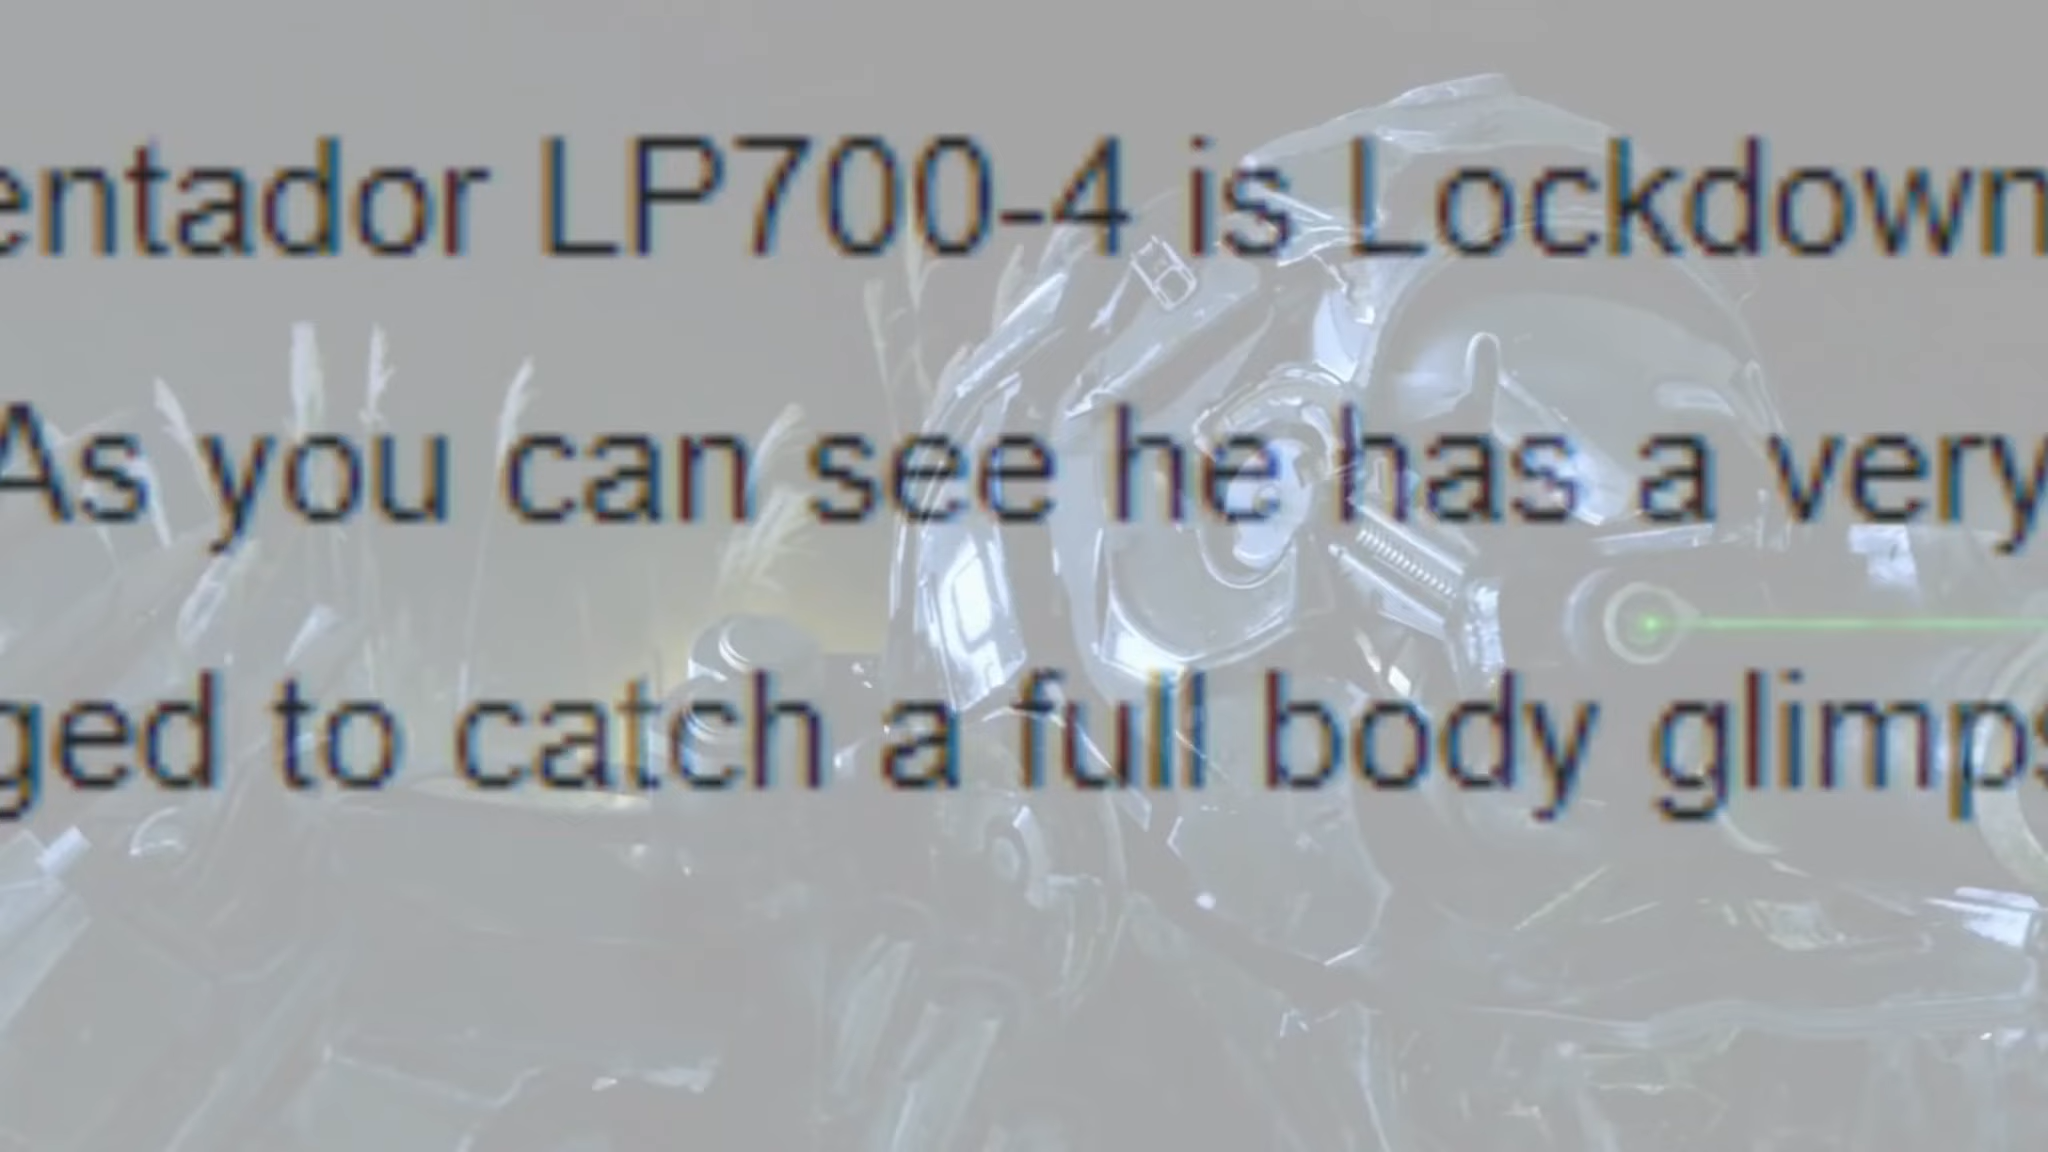 entador LP700-4 is Lockdown
As you can see he has a very
ged to catch a full body glimps